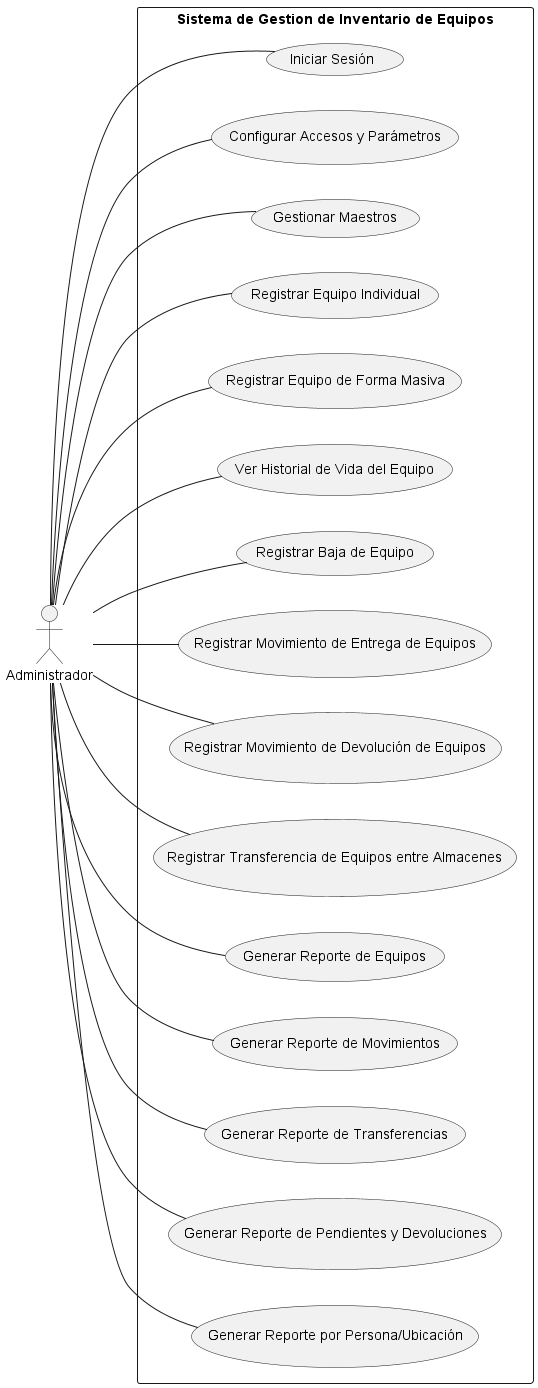 Sistema de Gestion de Inventario de Equipos
Iniciar Sesión
Configurar Accesos y Parámetros
Gestionar Maestros
Registrar Equipo Individual
Registrar Equipo de Forma Masiva
Ver Historial de Vida del Equipo
Registrar Baja de Equipo
Registrar Movimiento de Entrega de Equipos
Administrador
Registrar Movimiento de Devolución de Equipos
Registrar Transferencia de Equipos entre Almacenes
Generar Reporte de Equipos
Generar Reporte de Movimientos
Generar Reporte de Transferencias
Generar Reporte de Pendientes y Devoluciones
Generar Reporte por Persona/Ubicación